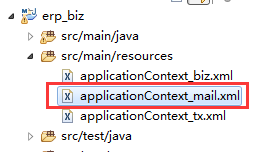 erp_biz
src/main/java
src/main/resources
applicationContext_biz.xml
applicationContext_mail.xml
applicationContext_tx.xml
src/test/java